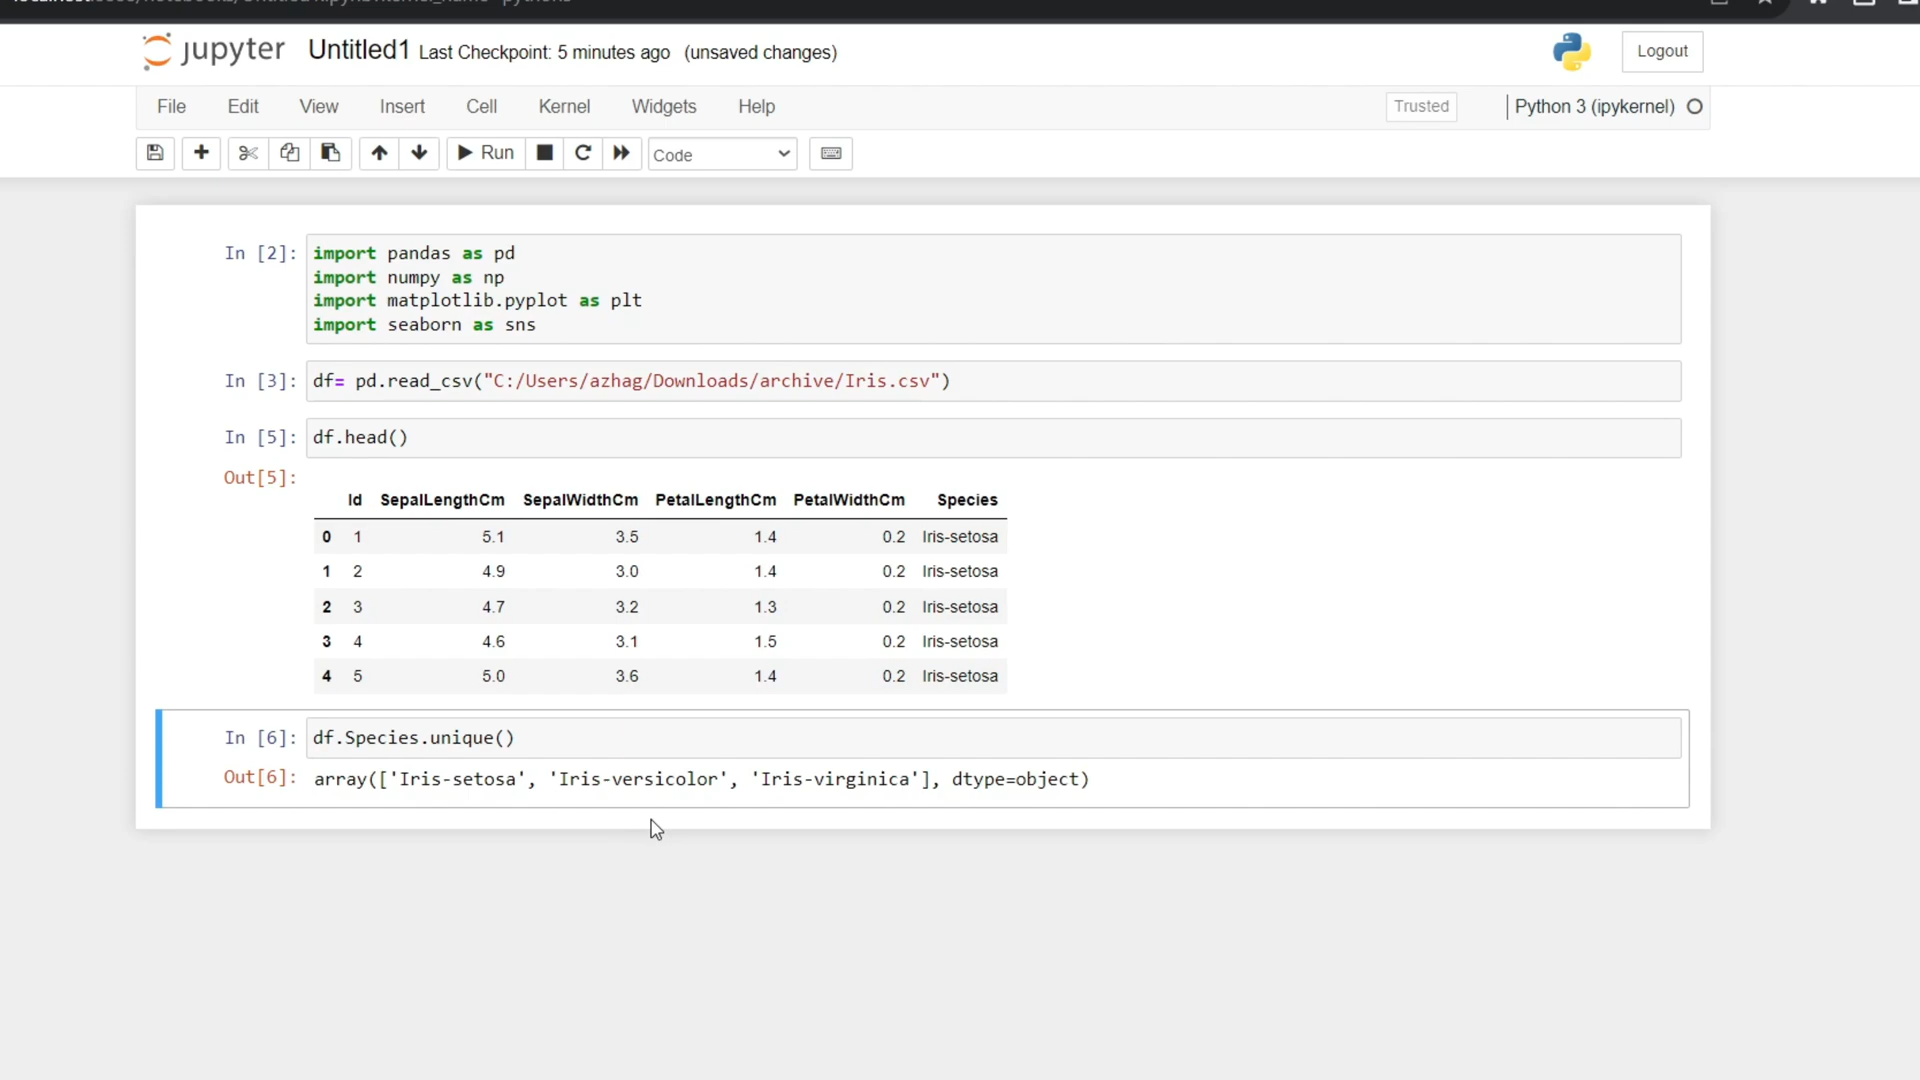 jupyter Untitled1 Last Checkpoint: 5 minutes ago (unsaved changes) Logout
File Edit View Insert Cell Kernel Widgets Help Trusted Python 3 (ipykernel)
Run Code
In [2]: import pandas as pd
import numpy as np
import matplotlib.pyplot as plt
import seaborn as sns
In [3]: df= pd.read_csv("C:/Users/azhag/Downloads/archive/Iris.csv")
In [5]: df.head()
Out[5]:
Id SepalLengthCm SepalWidthCm PetalLengthCm PetalWidthCm Species
0 1 5.1 3.5 1.4 0.2 Iris-setosa
1 2 4.9 3.0 1.4 0.2 Iris-setosa
2 3 4.7 3.2 1.3 0.2 Iris-setosa
3 4 4.6 3.1 1.5 0.2 Iris-setosa
4 5 5.0 3.6 1.4 0.2 Iris-setosa
In [6]: df.Species.unique()
Out[6]: array(['Iris-setosa', 'Iris-versicolor', 'Iris-virginica'], dtype=object)